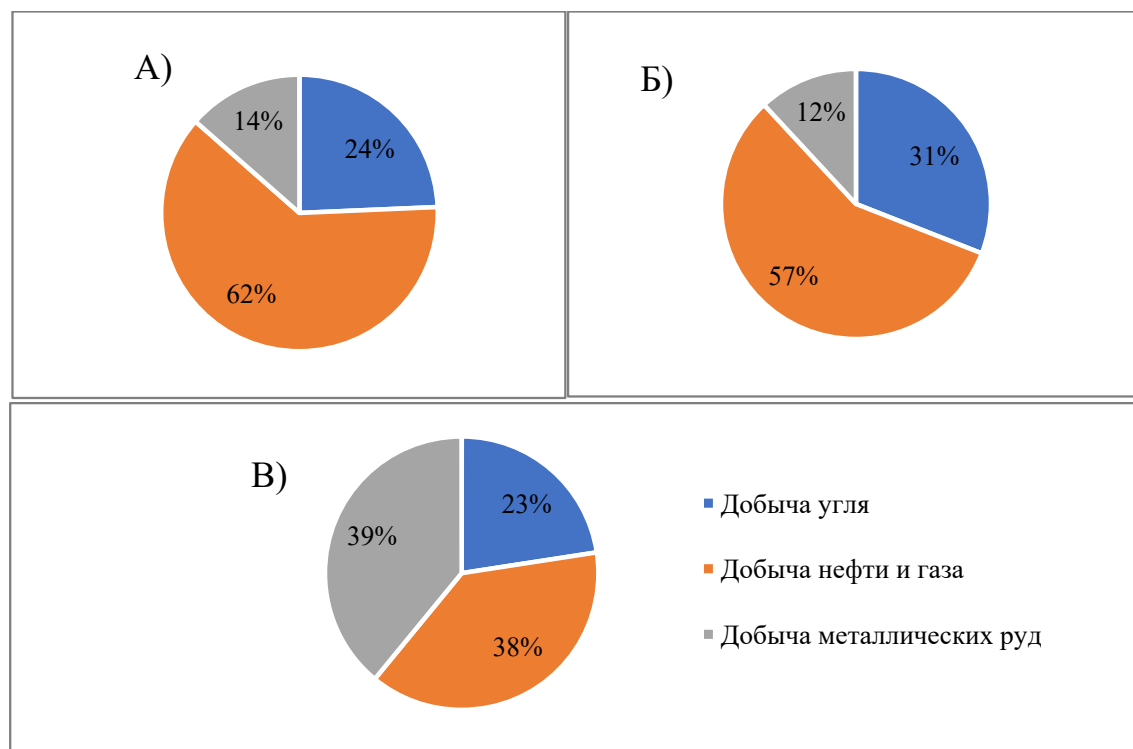 А)
14%
24%
62%
Б)
12%
31%
57%
В)
39%
23%
38%
Добыча угля
Добыча нефти и газа
Добыча металлических руд